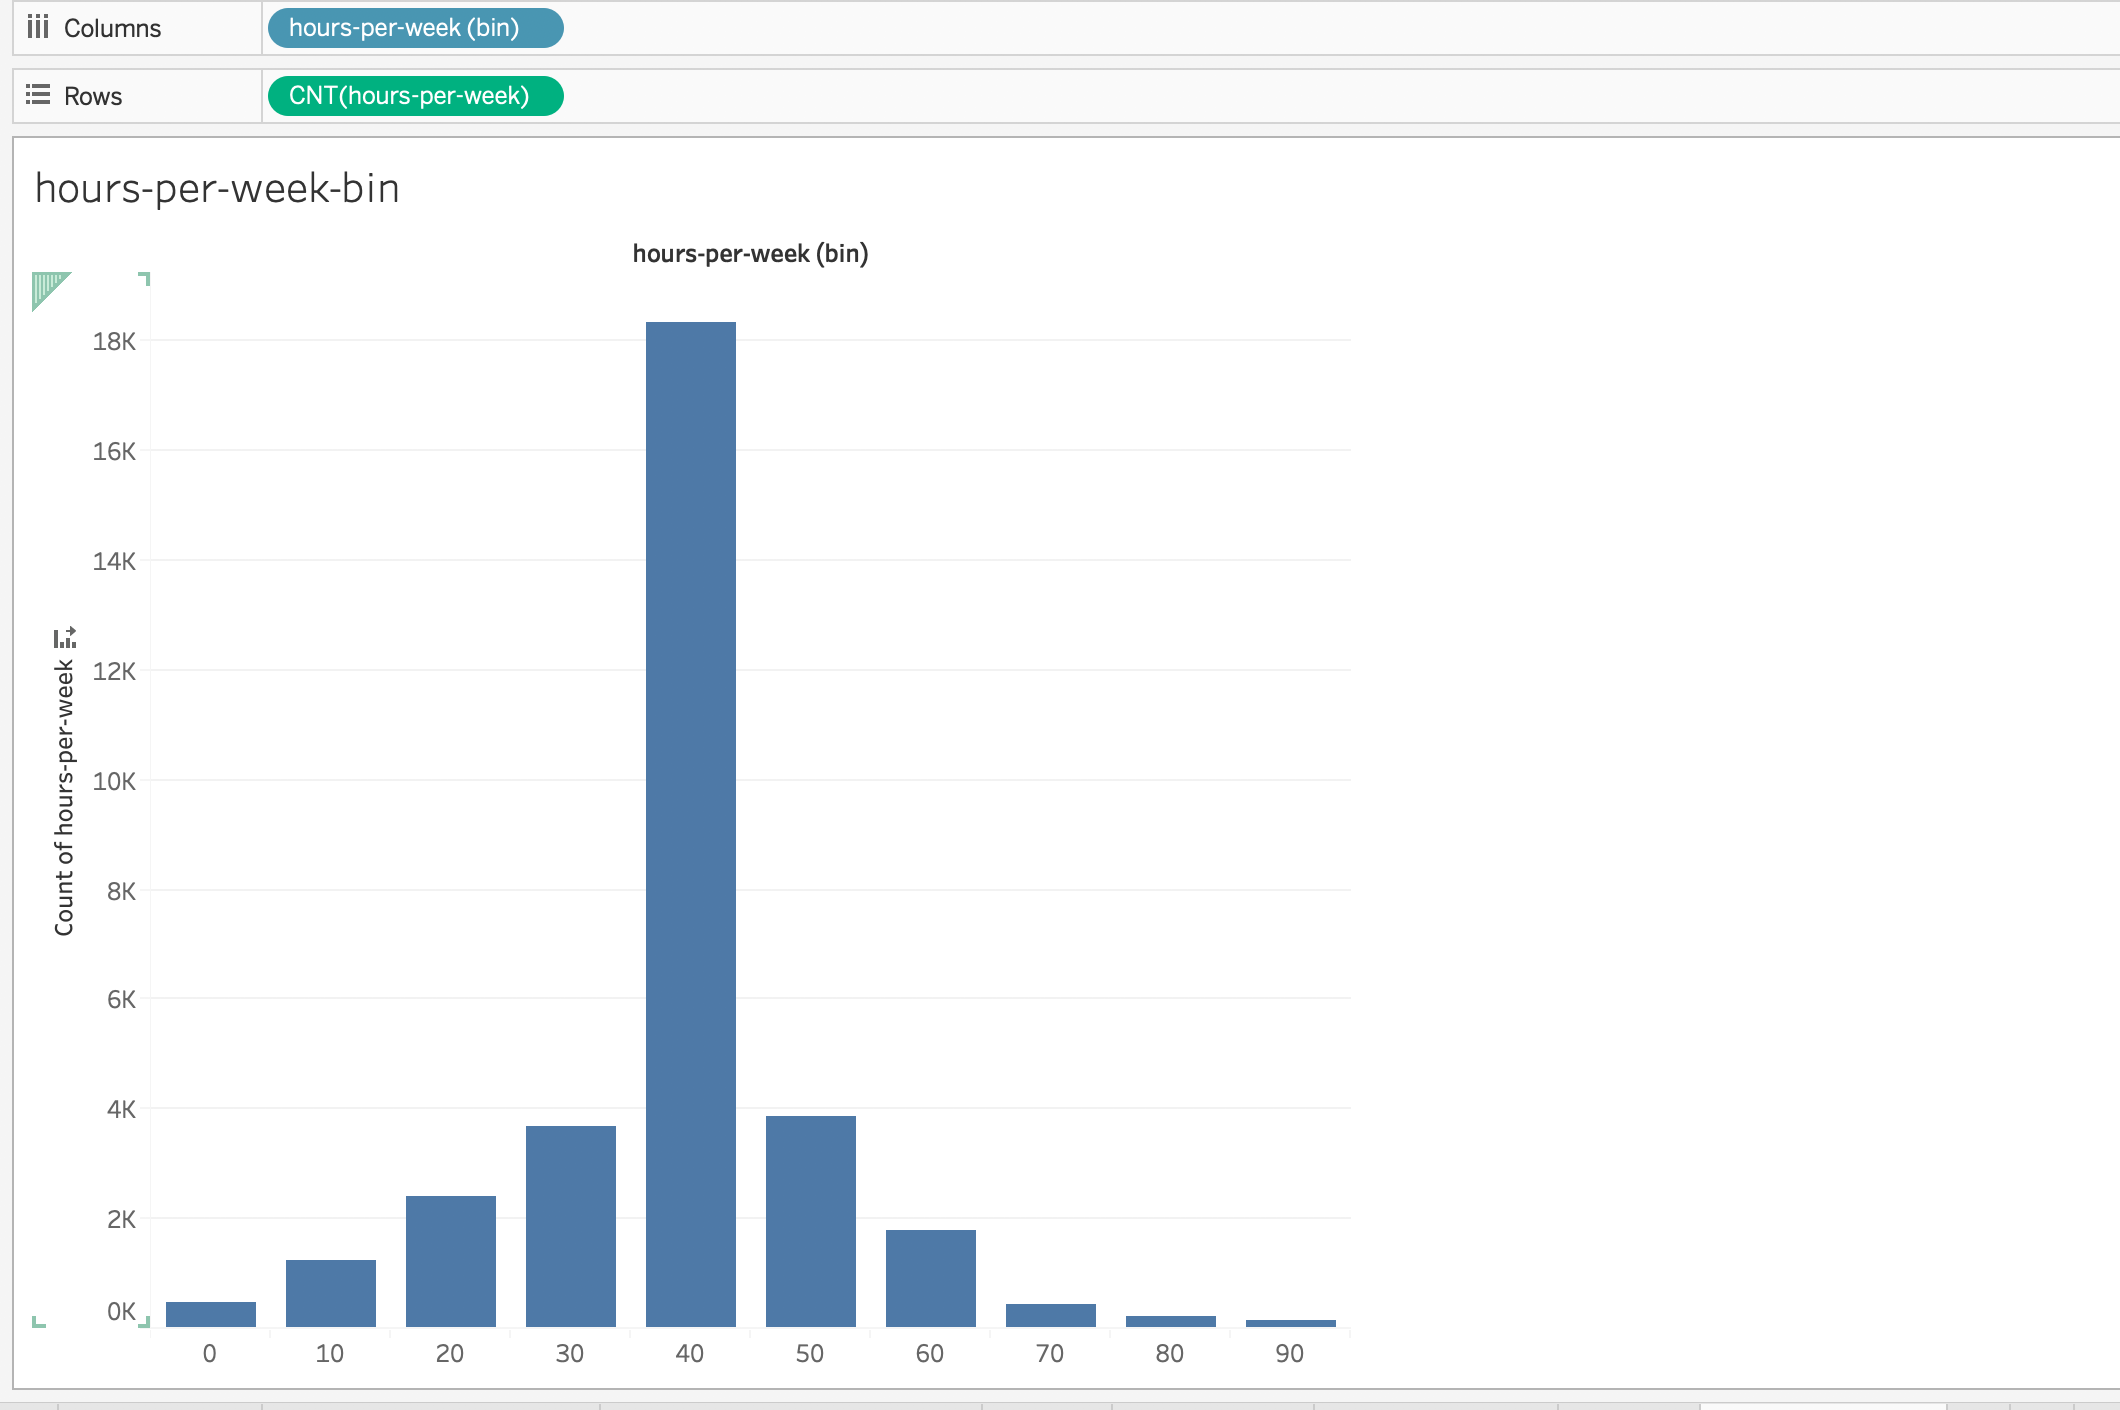 Columns
hours-per-week (bin)
Rows
CNT(hours-per-week)
hours-per-week-bin
hours-per-week (bin)
18K
16K
14K
12K
10K
8K
6K
4K
2K
0K
Count of hours-per-week
0 10 20 30 40 50 60 70 80 90